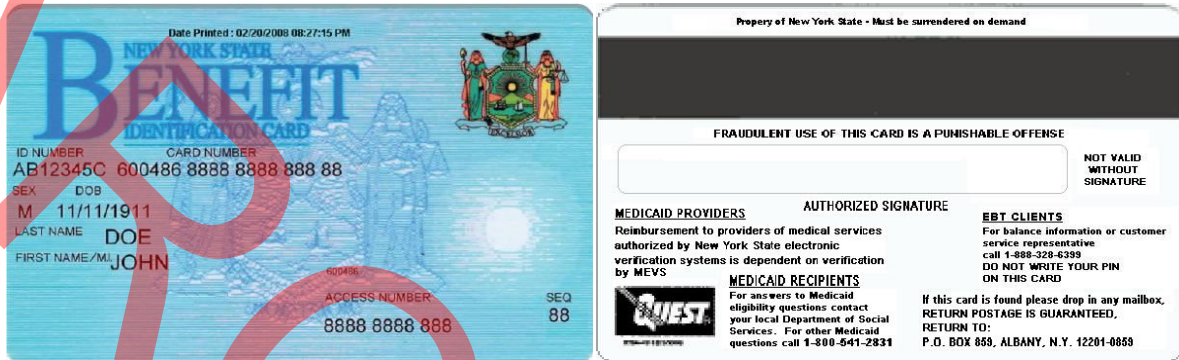 Date Printed : 02/20/2008 08:27:15 PM
NEW YORK STATE
BENEFIT
IDENTIFICATION CARD
ID NUMBER CARD NUMBER
AB12345C 600486 8888 8888 888 88
SEX DOB
M 11/11/1911
LAST NAME DOE
FIRST NAME/M.I. JOHN
600486
ACCESS NUMBER SEQ
8888 8888 888 88
EXCELSIOR
Propery of New York State - Must be surrendered on demand
FRAUDULENT USE OF THIS CARD IS A PUNISHABLE OFFENSE
NOT VALID
WITHOUT
SIGNATURE
AUTHORIZED SIGNATURE
MEDICAID PROVIDERS
Reimbursement to providers of medical services
authorized by New York State electronic
verification systems is dependent on verification
by MEVS
EBT CLIENTS
For balance information or customer
service representative
call 1-888-328-6399
DO NOT WRITE YOUR PIN
ON THIS CARD
QUEST
MEDICAID RECIPIENTS
For answers to Medicaid
eligibility questions contact
your local Department of Social
Services. For other Medicaid
questions call 1-800-541-2831
If this card is found please drop in any mailbox,
RETURN POSTAGE IS GUARANTEED,
RETURN TO:
P.O. BOX 859, ALBANY, N.Y. 12201-0859